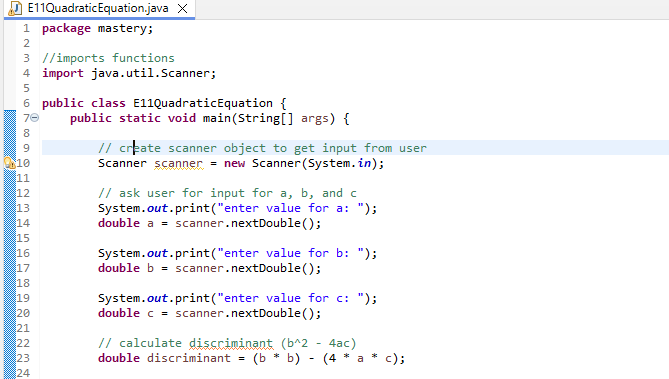 E11QuadraticEquation.java
1 package mastery;
2
3 //imports functions
4 import java.util.Scanner;
5
6 public class E11QuadraticEquation {
7 public static void main(String[] args) {
8
9 // create scanner object to get input from user
10 Scanner scanner = new Scanner(System.in);
11
12 // ask user for input for a, b, and c
13 System.out.print("enter value for a: ");
14 double a = scanner.nextDouble();
15
16 System.out.print("enter value for b: ");
17 double b = scanner.nextDouble();
18
19 System.out.print("enter value for c: ");
20 double c = scanner.nextDouble();
21
22 // calculate discriminant (b^2 - 4ac)
23 double discriminant = (b * b) - (4 * a * c);
24